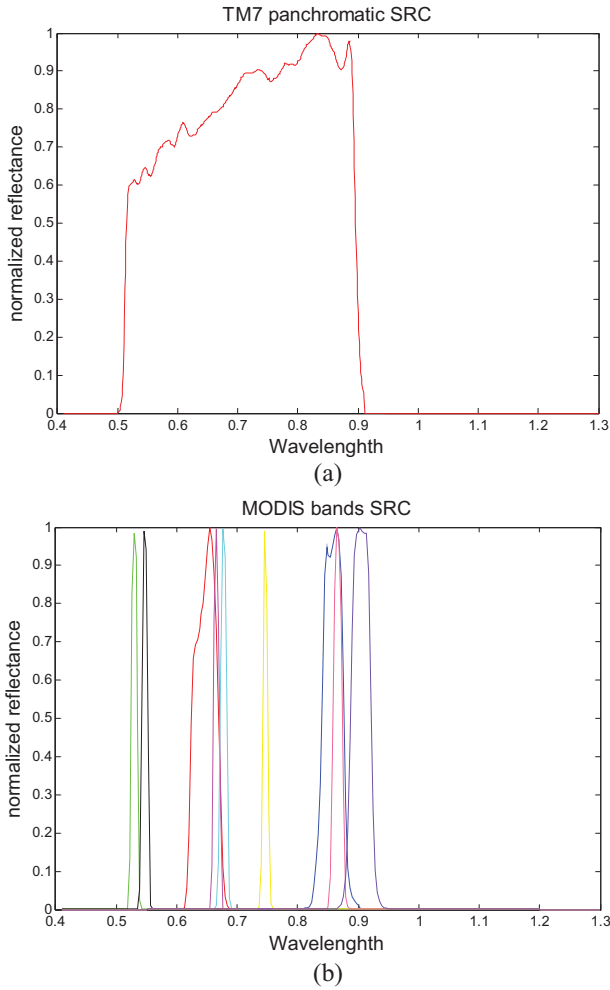 TM7 panchromatic SRC
1
0.9
0.8
0.7
0.6
0.5
0.4
0.3
0.2
0.1
0
normalized reflectance
0.4 0.5 0.6 0.7 0.8 0.9 1 1.1 1.2 1.3
Wavelenghth
(a)
MODIS bands SRC
1
0.9
0.8
0.7
0.6
0.5
0.4
0.3
0.2
0.1
0
normalized reflectance
0.4 0.5 0.6 0.7 0.8 0.9 1 1.1 1.2 1.3
Wavelenghth
(b)